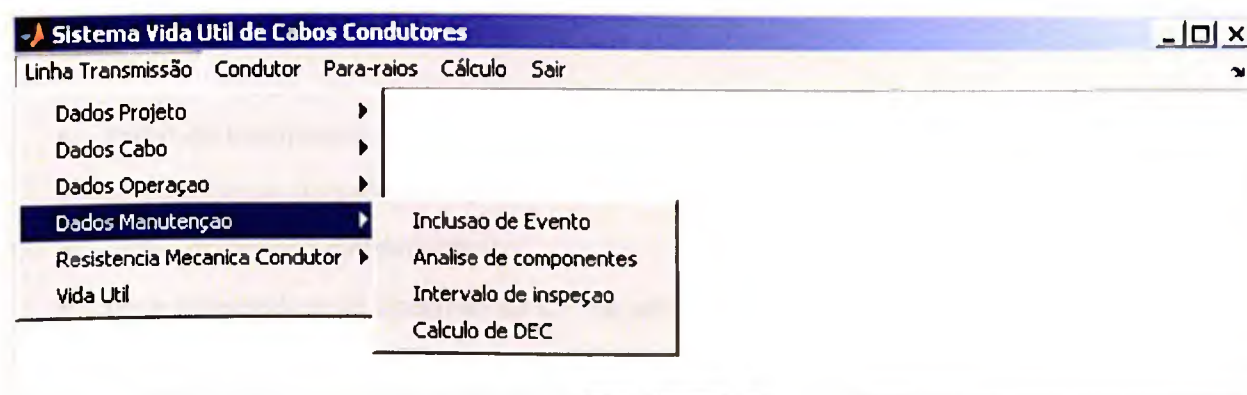 Sistema Vida Util de Cabos Condutores
Linha Transmissão Condutor Para-raios Cálculo Sair
Dados Projeto
Dados Cabo
Dados Operaçao
Dados Manutençao
Resistencia Mecanica Condutor
Vida Util
Inclusao de Evento
Analise de componentes
Intervalo de inspeçao
Calculo de DEC